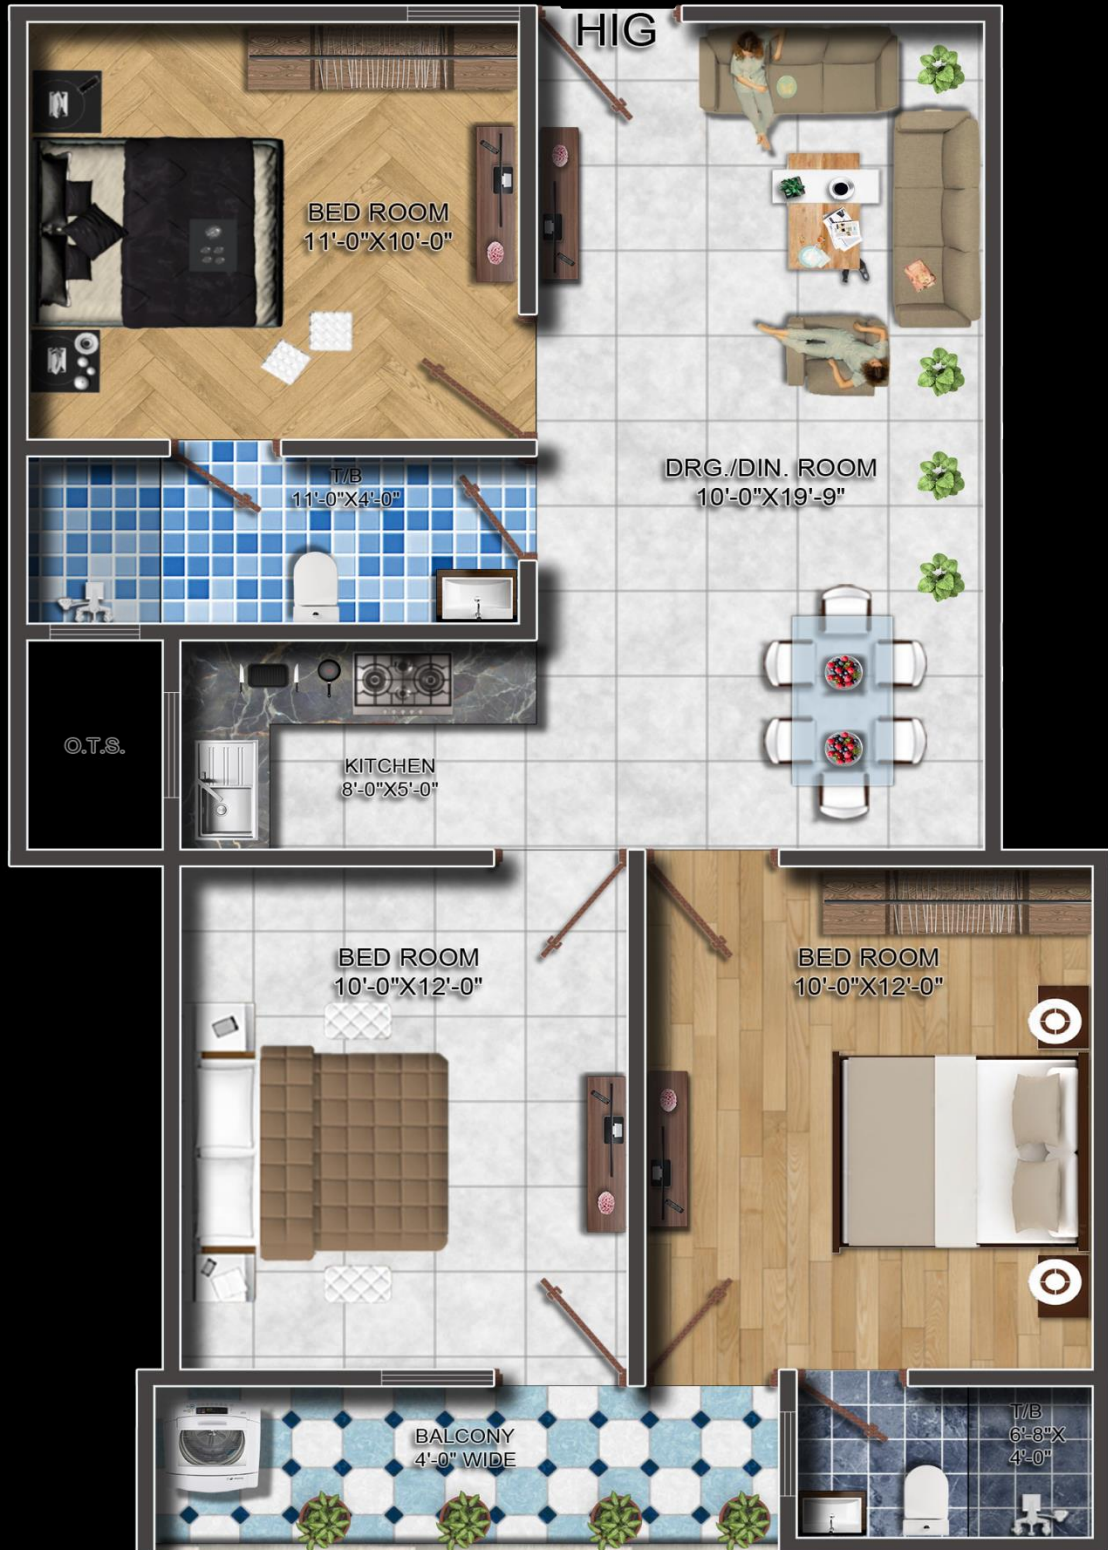 HIG
BED ROOM
11'-0"X10'-0"
T/B
11'-0"X4'-0"
DRG./DIN. ROOM
10'-0"X19'-9"
O.T.S.
KITCHEN
8'-0"X5'-0"
BED ROOM
10'-0"X12'-0"
BED ROOM
10'-0"X12'-0"
BALCONY
4'-0" WIDE
T/B
6'-8"X
4'-0"